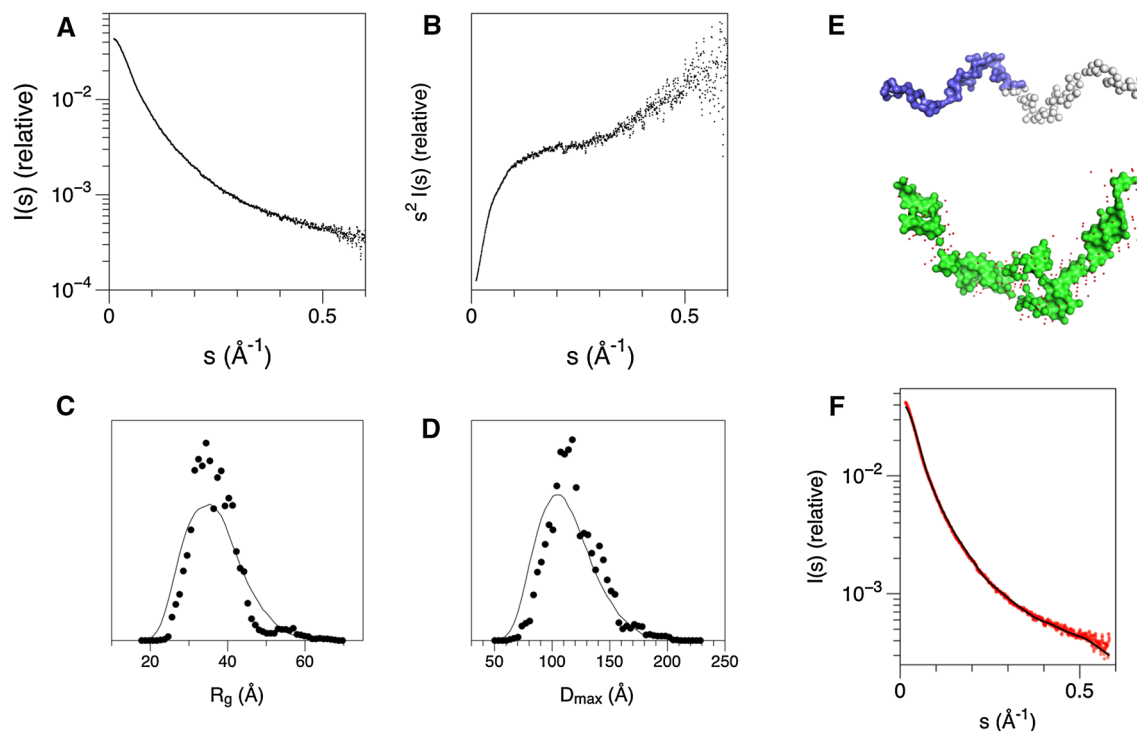 A
I(s) (relative)
10⁻²
10⁻³
10⁻⁴
0
0.5
s (Å⁻¹)
B
s² I(s) (relative)
0
0.5
s (Å⁻¹)
E
C
20
40
60
R_g (Å)
D
50
100
150
200
250
D_max (Å)
F
I(s) (relative)
10⁻²
10⁻³
0
0.5
s (Å⁻¹)